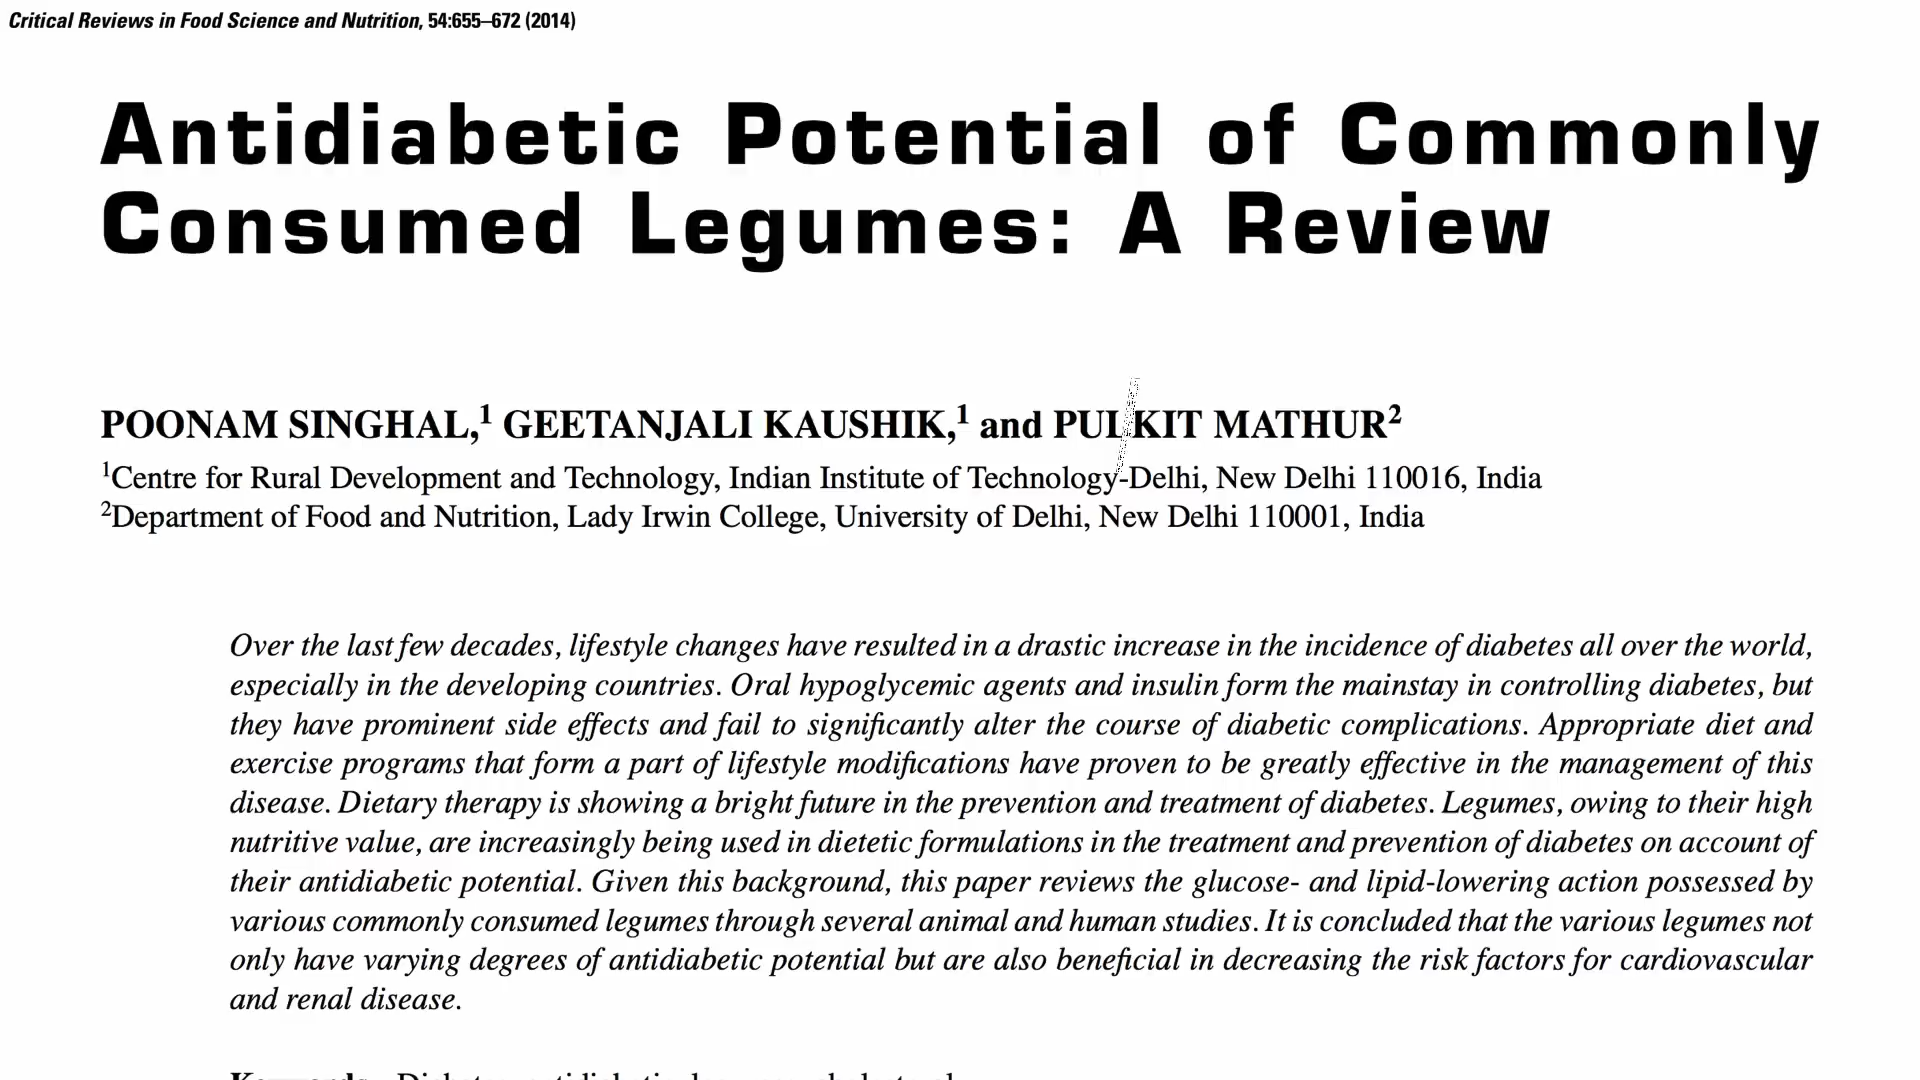 Critical Reviews in Food Science and Nutrition, 54:655–672 (2014)
Antidiabetic Potential of Commonly
Consumed Legumes: A Review
POONAM SINGHAL,¹ GEETANJALI KAUSHIK,¹ and PULKIT MATHUR²
¹Centre for Rural Development and Technology, Indian Institute of Technology-Delhi, New Delhi 110016, India
²Department of Food and Nutrition, Lady Irwin College, University of Delhi, New Delhi 110001, India
Over the last few decades, lifestyle changes have resulted in a drastic increase in the incidence of diabetes all over the world,
especially in the developing countries. Oral hypoglycemic agents and insulin form the mainstay in controlling diabetes, but
they have prominent side effects and fail to significantly alter the course of diabetic complications. Appropriate diet and
exercise programs that form a part of lifestyle modifications have proven to be greatly effective in the management of this
disease. Dietary therapy is showing a bright future in the prevention and treatment of diabetes. Legumes, owing to their high
nutritive value, are increasingly being used in dietetic formulations in the treatment and prevention of diabetes on account of
their antidiabetic potential. Given this background, this paper reviews the glucose- and lipid-lowering action possessed by
various commonly consumed legumes through several animal and human studies. It is concluded that the various legumes not
only have varying degrees of antidiabetic potential but are also beneficial in decreasing the risk factors for cardiovascular
and renal disease.